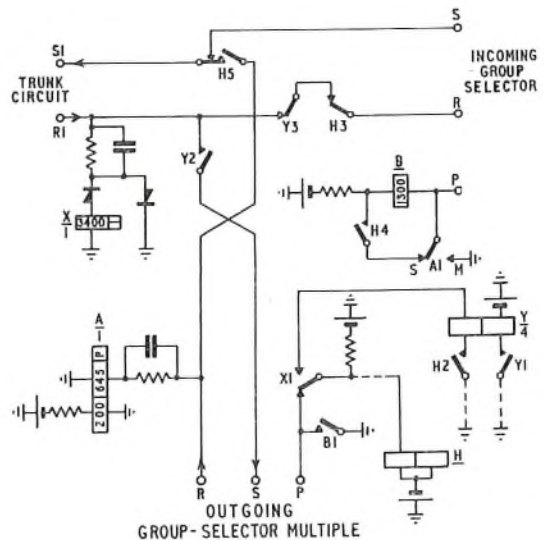 S
S1
INCOMING
GROUP
SELECTOR
H5
TRUNK
CIRCUIT
R1
Y3
H3
R
Y2
B
1300
P
X
1
3400
H4
S
A1
M
A
1
P
645
200
X1
H2
Y1
Y
4
B1
H
R
S
P
OUTGOING
GROUP-SELECTOR MULTIPLE